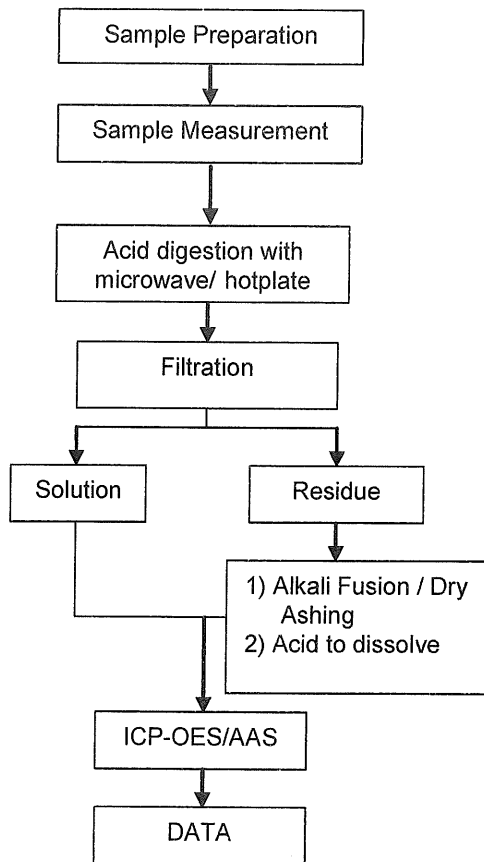 Sample Preparation
Sample Measurement
Acid digestion with
microwave/ hotplate
Filtration
Solution
Residue
1) Alkali Fusion / Dry
Ashing
2) Acid to dissolve
ICP-OES/AAS
DATA